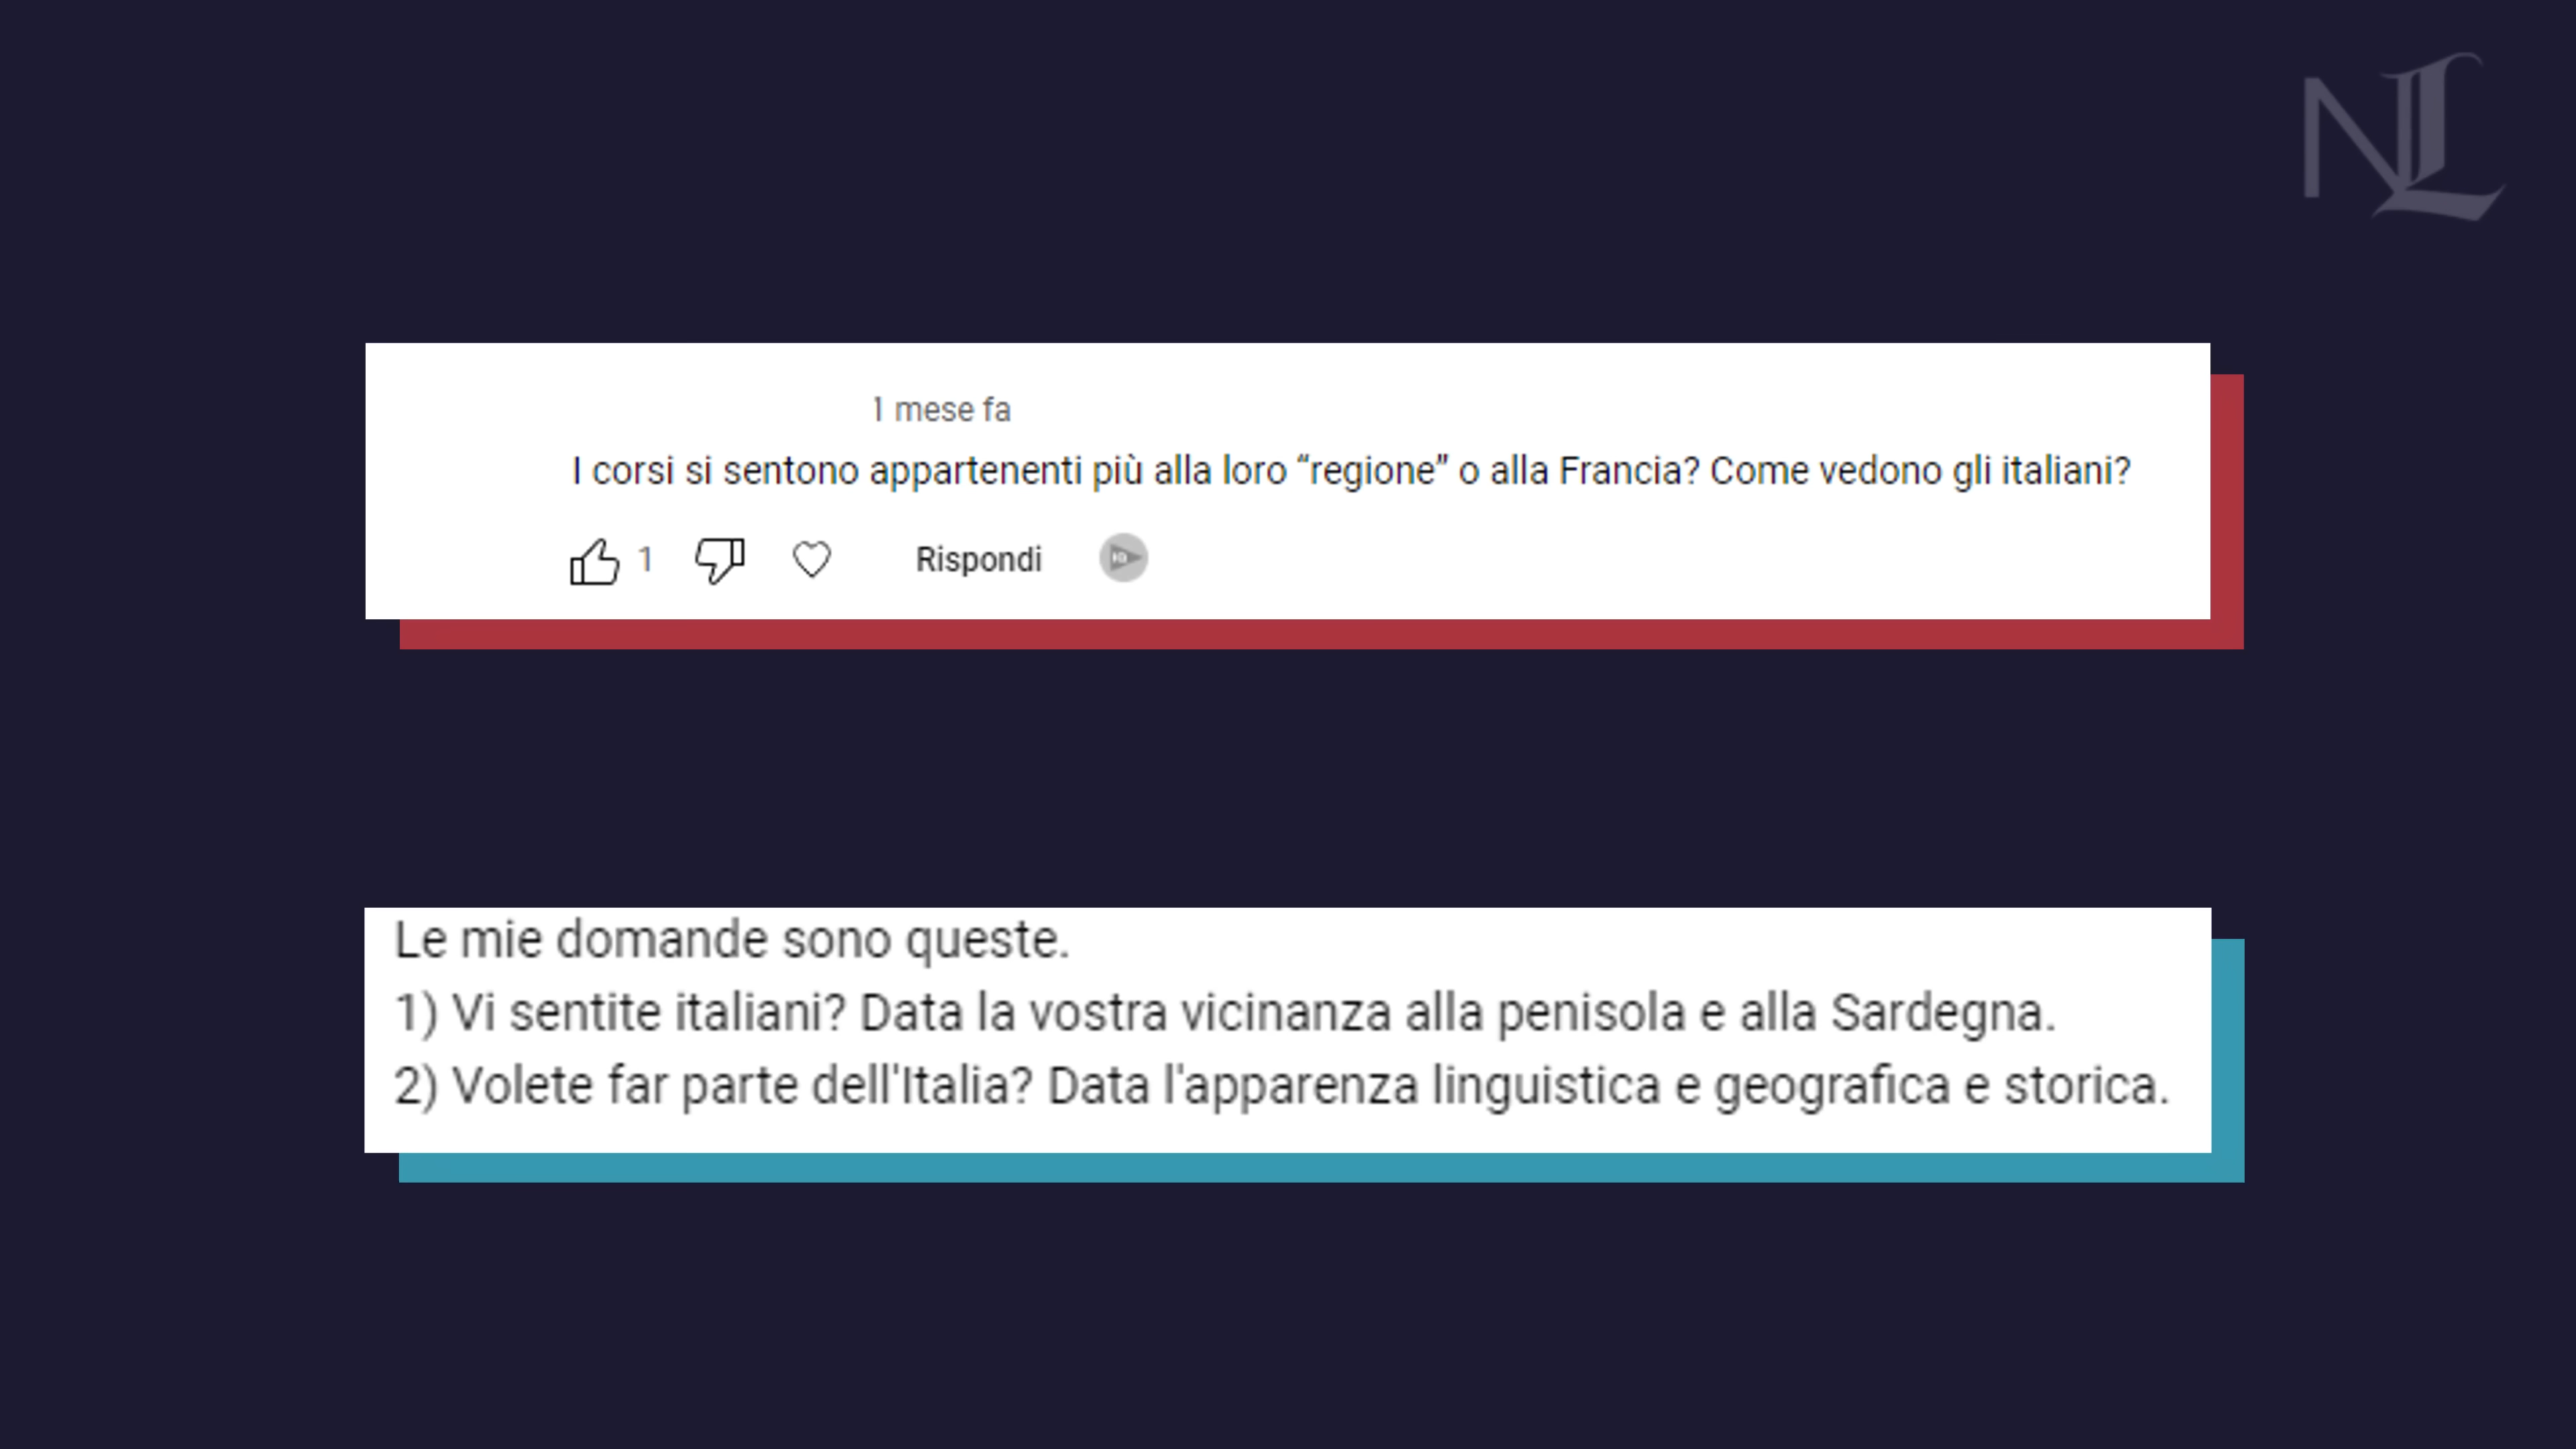 NL
1 mese fa
I corsi si sentono appartenenti più alla loro “regione” o alla Francia? Come vedono gli italiani?
1 Rispondi
Le mie domande sono queste.
1) Vi sentite italiani? Data la vostra vicinanza alla penisola e alla Sardegna.
2) Volete far parte dell'Italia? Data l'apparenza linguistica e geografica e storica.